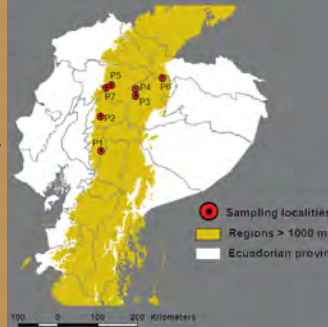 P5
P7
P4
P3
P6
P2
P1
Sampling localities
Regions > 1000 m
Ecuadorian provin
100 0 100 200 Kilometers